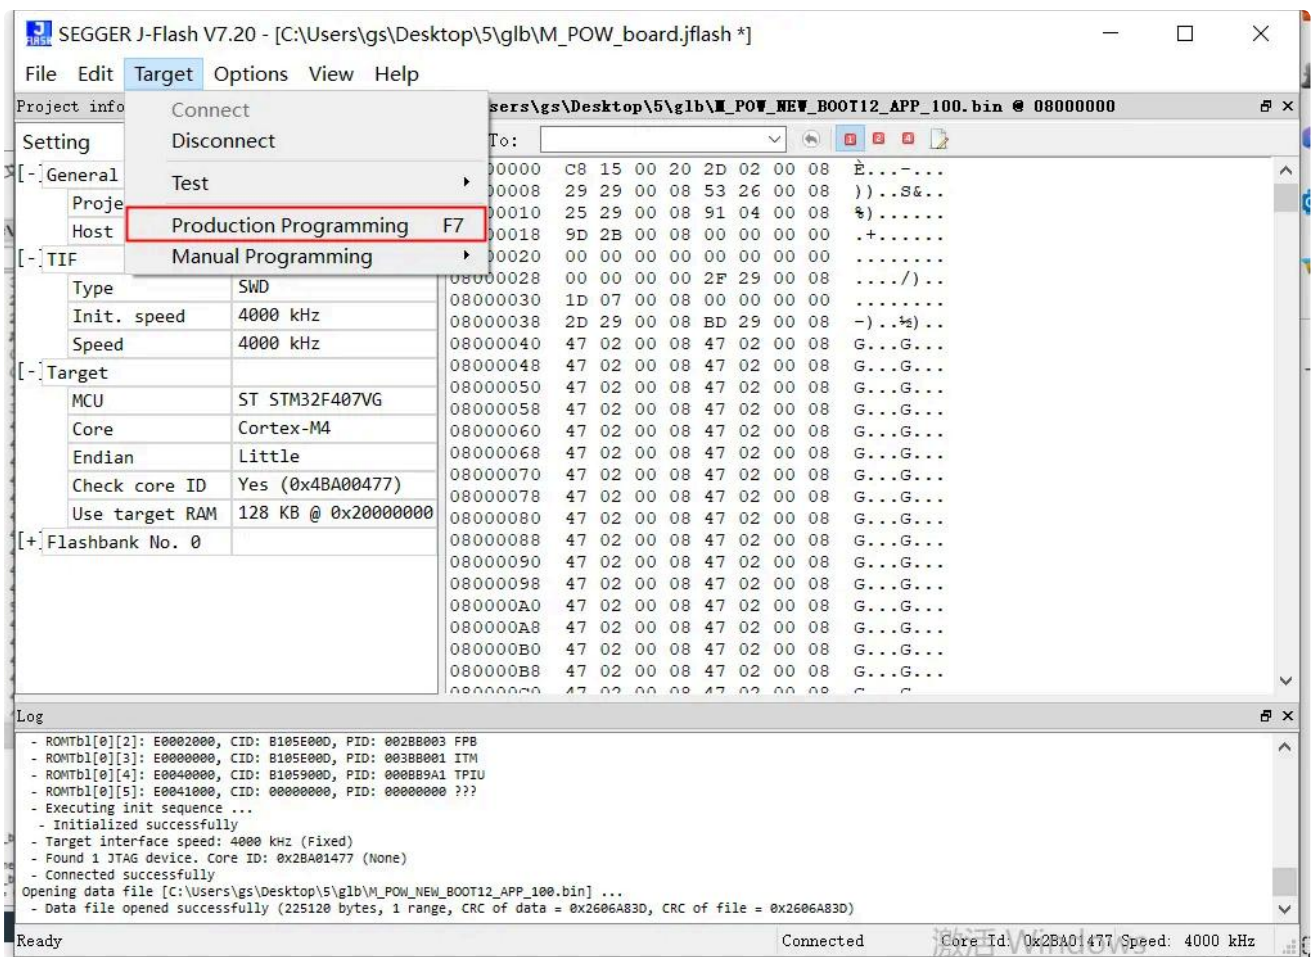 SEGGER J-Flash V7.20 - [C:\Users\gs\Desktop\5\glb\M_POW_board.jflash *]
File Edit Target Options View Help
Project info
sers\gs\Desktop\5\glb\M_POW_NEW_BOOT12_APP_100.bin @ 08000000
Connect
Disconnect
Test
Production Programming F7
Manual Programming
To:
Setting
[-] General
Proje
Host
[-] TIF
Type SWD
Init. speed 4000 kHz
Speed 4000 kHz
[-] Target
MCU ST STM32F407VG
Core Cortex-M4
Endian Little
Check core ID Yes (0x4BA00477)
Use target RAM 128 KB @ 0x20000000
[+] Flashbank No. 0
00000 C8 15 00 20 2D 02 00 08 È...-...
00008 29 29 00 08 53 26 00 08 ))..S&..
00010 25 29 00 08 91 04 00 08 %)......
00018 9D 2B 00 08 00 00 00 00 .+......
00020 00 00 00 00 00 00 00 00 ........
08000028 00 00 00 00 2F 29 00 08 ..../)..
08000030 1D 07 00 08 00 00 00 00 ........
08000038 2D 29 00 08 BD 29 00 08 -)..½)..
08000040 47 02 00 08 47 02 00 08 G...G...
08000048 47 02 00 08 47 02 00 08 G...G...
08000050 47 02 00 08 47 02 00 08 G...G...
08000058 47 02 00 08 47 02 00 08 G...G...
08000060 47 02 00 08 47 02 00 08 G...G...
08000068 47 02 00 08 47 02 00 08 G...G...
08000070 47 02 00 08 47 02 00 08 G...G...
08000078 47 02 00 08 47 02 00 08 G...G...
08000080 47 02 00 08 47 02 00 08 G...G...
08000088 47 02 00 08 47 02 00 08 G...G...
08000090 47 02 00 08 47 02 00 08 G...G...
08000098 47 02 00 08 47 02 00 08 G...G...
080000A0 47 02 00 08 47 02 00 08 G...G...
080000A8 47 02 00 08 47 02 00 08 G...G...
080000B0 47 02 00 08 47 02 00 08 G...G...
080000B8 47 02 00 08 47 02 00 08 G...G...
Log
- ROMTbl[0][2]: E0002000, CID: B105E00D, PID: 002BB003 FPB
- ROMTbl[0][3]: E0000000, CID: B105E00D, PID: 003BB001 ITM
- ROMTbl[0][4]: E0040000, CID: B105900D, PID: 000BB9A1 TPIU
- ROMTbl[0][5]: E0041000, CID: 00000000, PID: 00000000 ???
- Executing init sequence ...
- Initialized successfully
- Target interface speed: 4000 kHz (Fixed)
- Found 1 JTAG device. Core ID: 0x2BA01477 (None)
- Connected successfully
Opening data file [C:\Users\gs\Desktop\5\glb\M_POW_NEW_BOOT12_APP_100.bin] ...
- Data file opened successfully (225120 bytes, 1 range, CRC of data = 0x2606A83D, CRC of file = 0x2606A83D)
Ready Connected Core Id: 0x2BA01477 Speed: 4000 kHz
激活 Windows